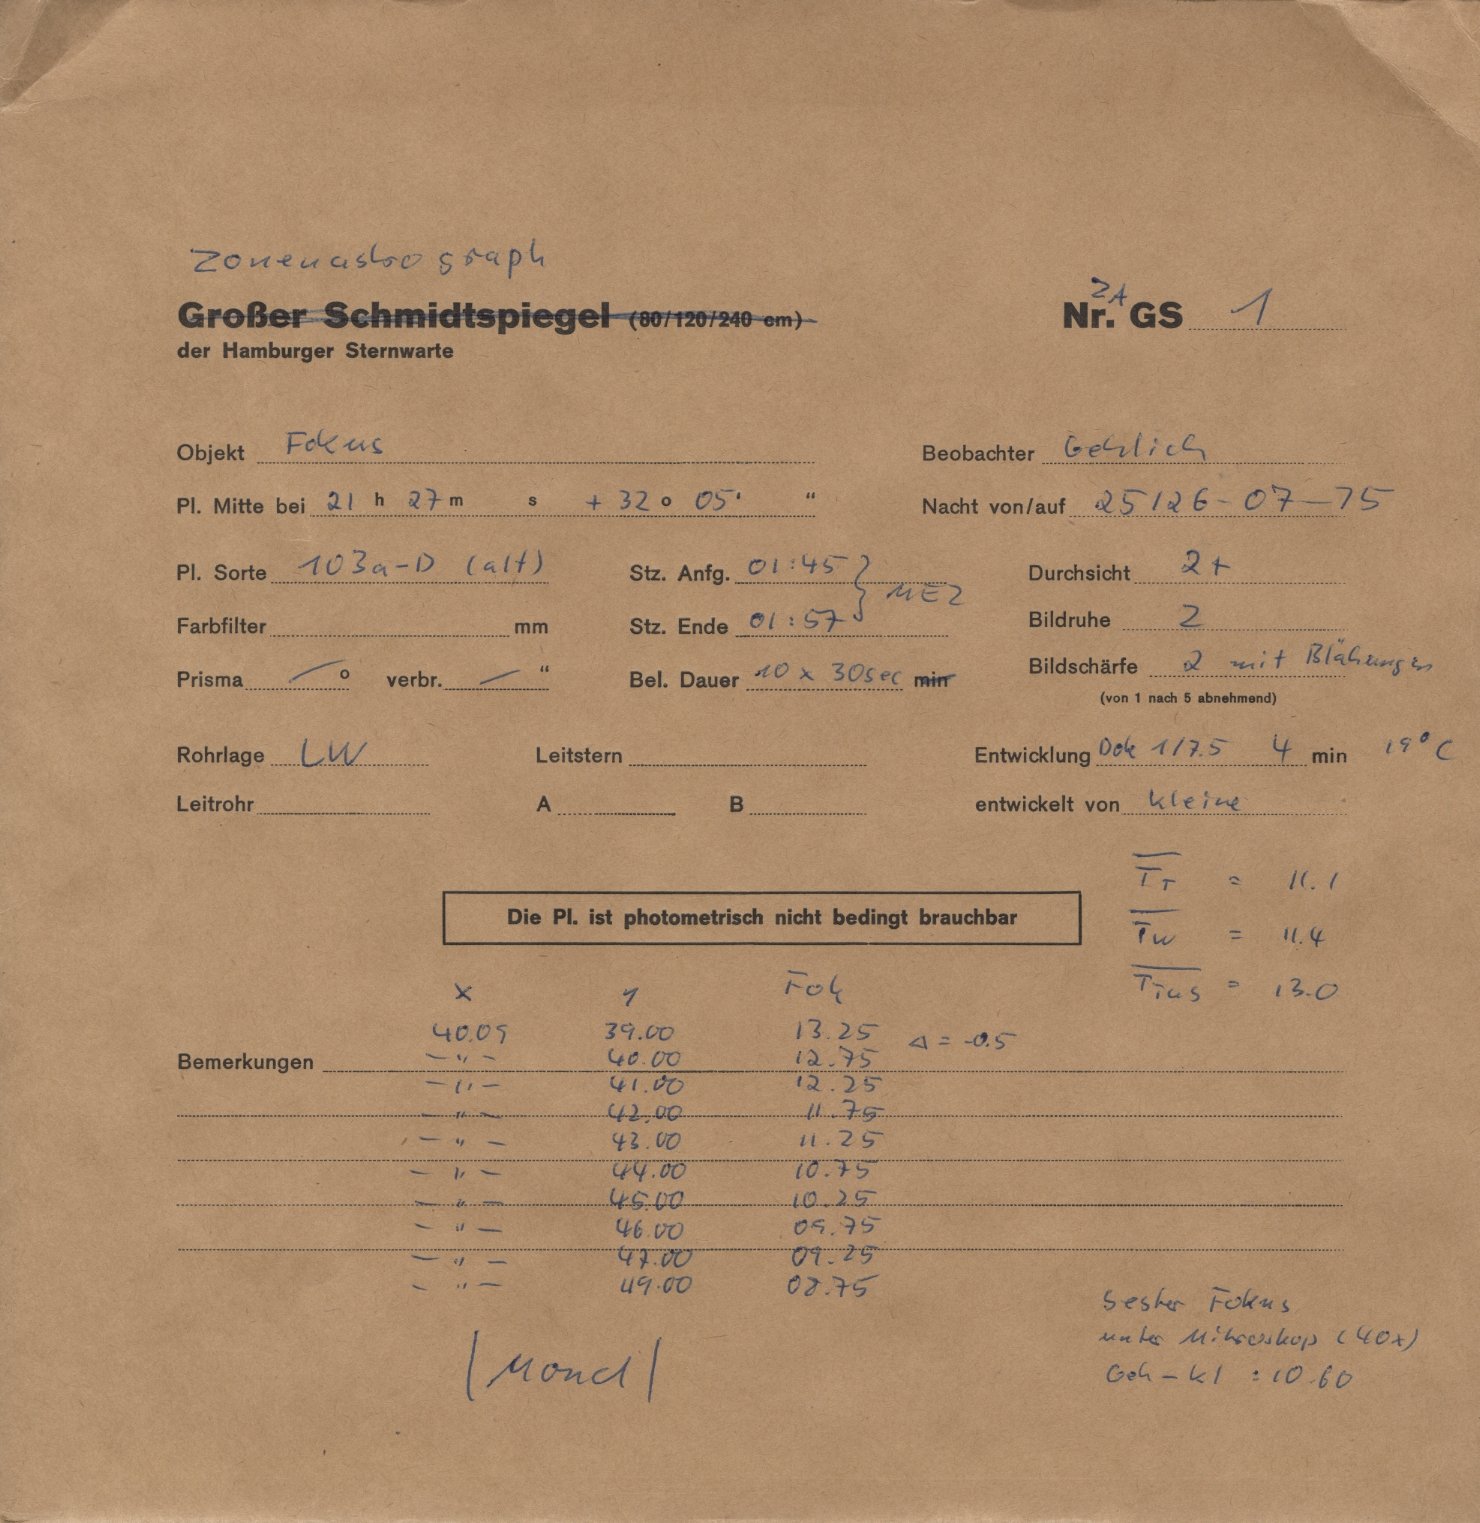 Zonenastrograph
Großer Schmidtspiegel (80/120/240 cm)
der Hamburger Sternwarte
ZA
Nr. GS 1
Objekt Fokus
Beobachter Gehlich
Pl. Mitte bei 21 h 27 m s + 32 o 05 ' “
Nacht von/auf 25/26-07-75
Pl. Sorte 103a-D (alt)
Stz. Anfg. 01:45 } MEZ
Durchsicht 2+
Farbfilter mm
Stz. Ende 01:57
Bildruhe 2
Prisma — o verbr. — “
Bel. Dauer 10 x 30sec min
Bildschärfe 2 mit Blähungen
(von 1 nach 5 abnehmend)
Rohrlage LW
Leitstern
Entwicklung Dok 1/7.5 4 min 19°C
Leitrohr
A B
entwickelt von Kleine
T̅T = 11.1
T̅W = 11.4
= 13.0
Die Pl. ist photometrisch nicht bedingt brauchbar
x y Fok
40.09 39.00 13.25 Δ = -0.5
Bemerkungen
-"- 40.00 12.75
-"- 41.00 12.25
-"- 42.00 11.75
-"- 43.00 11.25
-"- 44.00 10.75
-"- 45.00 10.25
-"- 46.00 09.75
-"- 47.00 09.25
-"- 49.00 08.75
|Mond|
bester Fokus
unter Mikroskop (40x)
Geh-Kl : 10.60